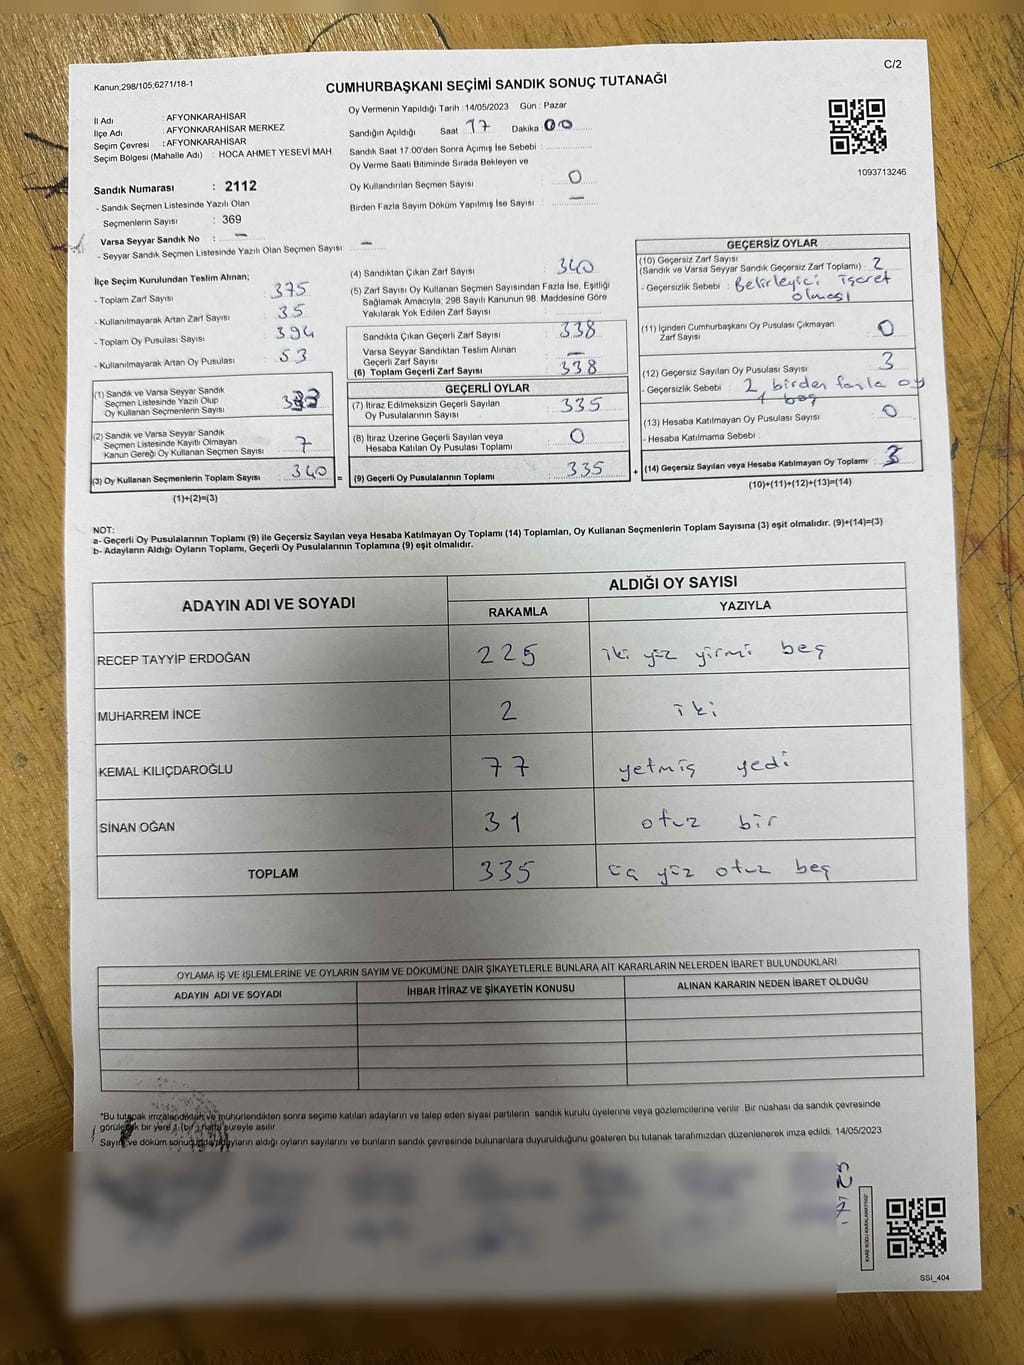 C/2
Kanun;298/105;6271/18-1
CUMHURBAŞKANI SEÇİMİ SANDIK SONUÇ TUTANAĞI
İl Adı : AFYONKARAHİSAR
İlçe Adı : AFYONKARAHİSAR MERKEZ
Seçim Çevresi : AFYONKARAHİSAR
Seçim Bölgesi (Mahalle Adı) : HOCA AHMET YESEVİ MAH.
Oy Vermenin Yapıldığı Tarih : 14/05/2023 Gün : Pazar
Sandığın Açıldığı Saat 17 Dakika 00
Sandık Saat 17.00'den Sonra Açımış İse Sebebi :
Oy Verme Saati Bitiminde Sırada Bekleyen ve
Oy Kullandırılan Seçmen Sayısı : 0
Birden Fazla Sayım Döküm Yapılmış İse Sayısı : —
1093713246
Sandık Numarası : 2112
- Sandık Seçmen Listesinde Yazılı Olan
Seçmenlerin Sayısı : 369
Varsa Seyyar Sandık No : —
- Seyyar Sandık Seçmen Listesinde Yazılı Olan Seçmen Sayısı: —
İlçe Seçim Kurulundan Teslim Alınan;
- Toplam Zarf Sayısı : 375
- Kullanılmayarak Artan Zarf Sayısı : 35
- Toplam Oy Pusulası Sayısı : 394
- Kullanılmayarak Artan Oy Pusulası : 53
(1) Sandık ve Varsa Seyyar Sandık
Seçmen Listesinde Yazılı Olup
Oy Kullanan Seçmenlerin Sayısı :
(2) Sandık ve Varsa Seyyar Sandık
Seçmen Listesinde Kayıtlı Olmayan
Kanun Gereği Oy Kullanan Seçmen Sayısı : 7
(3) Oy Kullanan Seçmenlerin Toplam Sayısı : 340
(1)+(2)=(3)
(4) Sandıktan Çıkan Zarf Sayısı : 340
(5) Zarf Sayısı Oy Kullanan Seçmen Sayısından Fazla İse, Eşitliği
Sağlamak Amacıyla, 298 Sayılı Kanunun 98. Maddesine Göre
Yakılarak Yok Edilen Zarf Sayısı :
Sandıkta Çıkan Geçerli Zarf Sayısı : 338
Varsa Seyyar Sandıktan Teslim Alınan
Geçerli Zarf Sayısı : —
(6) Toplam Geçerli Zarf Sayısı : 338
GEÇERLİ OYLAR
(7) İtiraz Edilmeksizin Geçerli Sayılan
Oy Pusulalarının Sayısı : 335
(8) İtiraz Üzerine Geçerli Sayılan veya
Hesaba Katılan Oy Pusulası Toplamı : 0
= (9) Geçerli Oy Pusulalarının Toplamı : 335 +
GEÇERSİZ OYLAR
(10) Geçersiz Zarf Sayısı
(Sandık ve Varsa Seyyar Sandık Geçersiz Zarf Toplamı) : 2
- Geçersizlik Sebebi : Belirleyici işaret
olması
(11) İçinden Cumhurbaşkanı Oy Pusulası Çıkmayan
Zarf Sayısı : 0
(12) Geçersiz Sayılan Oy Pusulası Sayısı : 3
- Geçersizlik Sebebi : 2 birden fazla oy
1 boş
(13) Hesaba Katılmayan Oy Pusulası Sayısı : 0
- Hesaba Katılmama Sebebi :
(14) Geçersiz Sayılan veya Hesaba Katılmayan Oy Toplamı :
(10)+(11)+(12)+(13)=(14)
NOT:
a- Geçerli Oy Pusulalarının Toplamı (9) ile Geçersiz Sayılan veya Hesaba Katılmayan Oy Toplamı (14) Toplamları, Oy Kullanan Seçmenlerin Toplam Sayısına (3) eşit olmalıdır. (9)+(14)=(3)
b- Adayların Aldığı Oyların Toplamı, Geçerli Oy Pusulalarının Toplamına (9) eşit olmalıdır.
ADAYIN ADI VE SOYADI ALDIĞI OY SAYISI
RAKAMLA YAZIYLA
RECEP TAYYİP ERDOĞAN 225 iki yüz yirmi beş
MUHARREM İNCE 2 iki
KEMAL KILIÇDAROĞLU 77 yetmiş yedi
SİNAN OĞAN 31 otuz bir
TOPLAM 335 üç yüz otuz beş
OYLAMA İŞ VE İŞLEMLERİNE VE OYLARIN SAYIM VE DÖKÜMÜNE DAİR ŞİKAYETLERLE BUNLARA AİT KARARLARIN NELERDEN İBARET BULUNDUKLARI
ADAYIN ADI VE SOYADI İHBAR İTİRAZ VE ŞİKAYETİN KONUSU ALINAN KARARIN NEDEN İBARET OLDUĞU
*Bu tutanak imzalandıktan ve mühürlendikten sonra seçime katılan adayların ve talep eden siyasi partilerin sandık kurulu üyelerine veya gözlemcilerine verilir. Bir nüshası da sandık çevresinde
görülecek bir yere 1 (bir) hafta süreyle asılır.
Sayım ve döküm sonucunda adayların aldığı oyların sayılarını ve bunların sandık çevresinde bulunanlara duyurulduğunu gösteren bu tutanak tarafımızdan düzenlenerek imza edildi. 14/05/2023
SSI_404